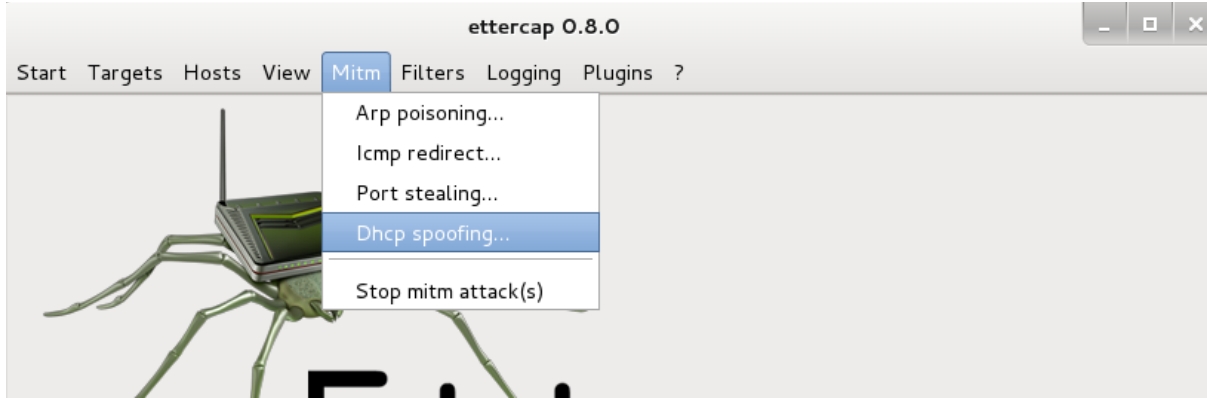 ettercap 0.8.0
Start Targets Hosts View Mitm Filters Logging Plugins ?
Arp poisoning...
Icmp redirect...
Port stealing...
Dhcp spoofing...
Stop mitm attack(s)